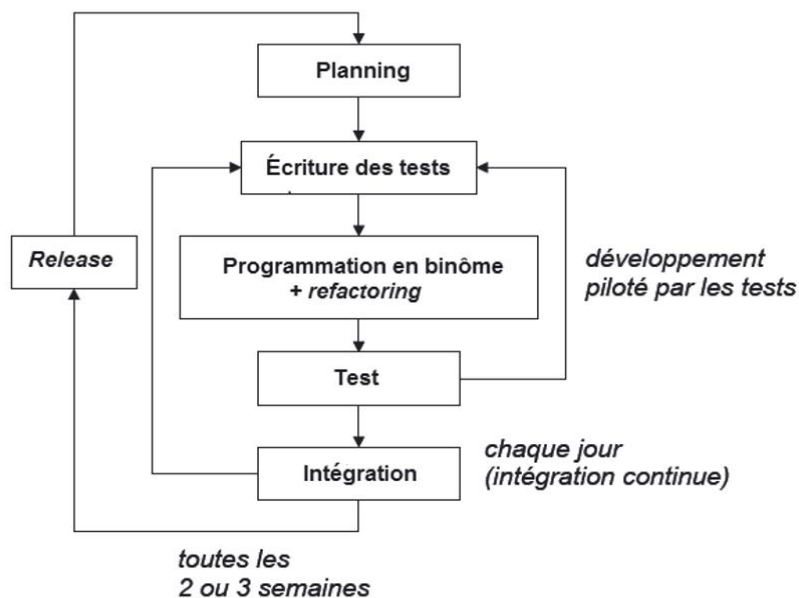 Planning
Écriture des tests
Release
Programmation en binôme
+ refactoring
développement
piloté par les tests
Test
Intégration
chaque jour
(intégration continue)
toutes les
2 ou 3 semaines